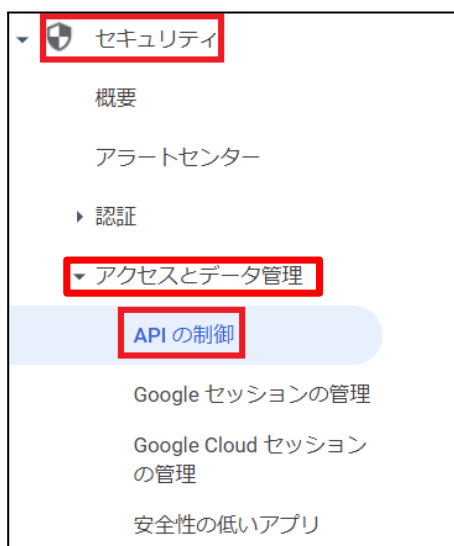 セキュリティ
概要
アラートセンター
認証
アクセスとデータ管理
API の制御
Google セッションの管理
Google Cloud セッション
の管理
安全性の低いアプリ